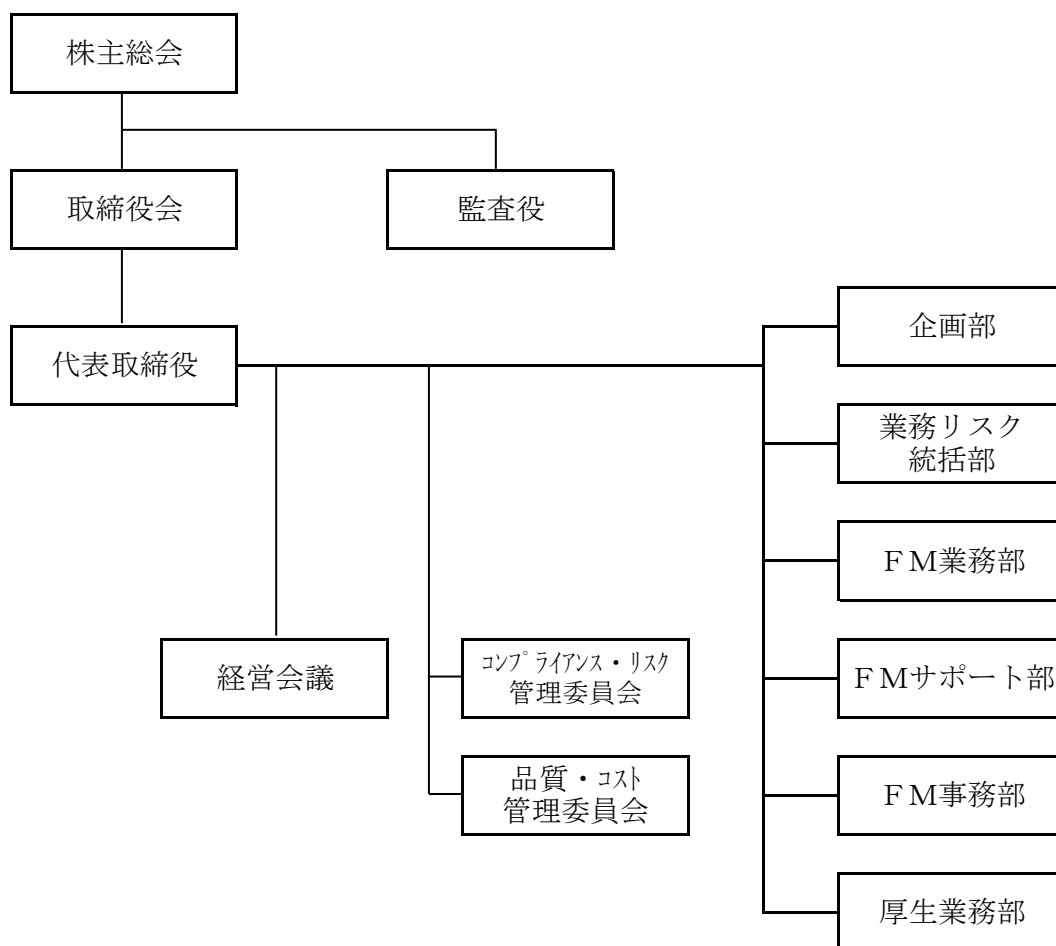 株主総会
取締役会
監査役
代表取締役
企画部
業務リスク
統括部
ＦＭ業務部
経営会議
ｺﾝﾌﾟﾗｲｱﾝｽ・ﾘｽｸ
管理委員会
ＦＭサポート部
品質・ｺｽﾄ
管理委員会
ＦＭ事務部
厚生業務部